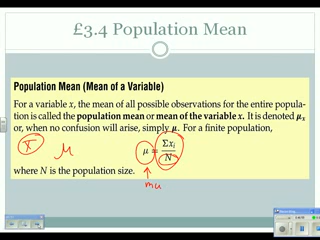 £3.4 Population Mean
Population Mean (Mean of a Variable)
For a variable x, the mean of all possible observations for the entire popula-
tion is called the population mean or mean of the variable x. It is denoted μx
or, when no confusion will arise, simply μ. For a finite population,
x̄ μ μ = Σxi / N
where N is the population size.
mu